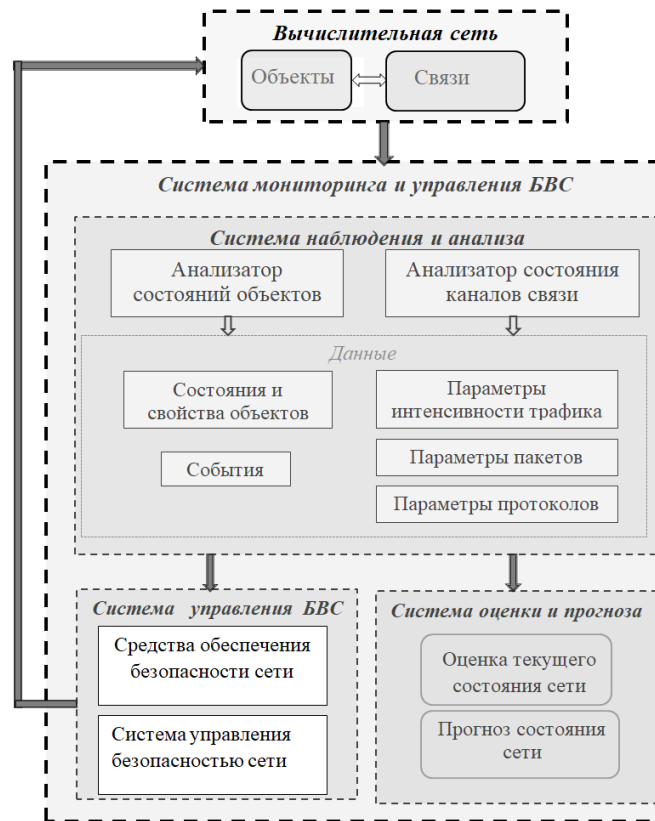 Вычислительная сеть
Объекты
Связи
Система мониторинга и управления БВС
Система наблюдения и анализа
Анализатор
состояний объектов
Анализатор состояния
каналов связи
Данные
Состояния и
свойства объектов
События
Параметры
интенсивности трафика
Параметры пакетов
Параметры протоколов
Система управления БВС
Средства обеспечения
безопасности сети
Система управления
безопасностью сети
Система оценки и прогноза
Оценка текущего
состояния сети
Прогноз состояния
сети